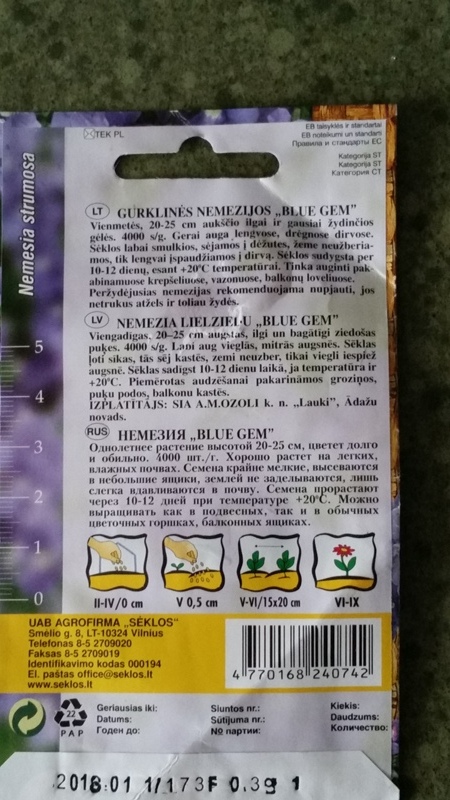 TEK PL
EB taisyklės ir standartai
EB noteikumi un standarti
Правила и стандарты ЕС
Kategorija ST
Kategorija ST
Категория СТ
Nemesia strumosa
LT GURKLINĖS NEMEZIJOS „BLUE GEM”
Vienmetės, 20-25 cm aukščio ilgai ir gausiai žydinčios
gėlės. 4000 s/g. Gerai auga lengvose, drėgnose dirvose.
Sėklos labai smulkios, sėjamos į dėžutes, žeme neužberia-
mos, tik lengvai įspaudžiamos į dirvą. Sėklos sudygsta per
10-12 dienų, esant +20°C temperatūrai. Tinka auginti pak-
abinamuose krepšeliuose, vazonuose, balkonų loveliuose.
Peržydėjusias nemezijas rekomenduojama nupjauti, jos
netrukus atžels ir toliau žydės.
LV NEMEZIA LIELZIEDU „BLUE GEM”
Viengadīgas, 20–25 cm augstas, ilgi un bagātīgi ziedošas
puķes. 4000 s/g. Labi aug vieglās, mitrās augsnēs. Sēklas
ļoti sīkas, tās sēj kastēs, zemi neuzber, tikai viegli iespiež
augsnē. Sēklas sadīgst 10-12 dienu laikā, ja temperatūra ir
+20°C. Piemērotas audzēšanai pakarināmos groziņos,
puķu podos, balkonu kastēs.
IZPLATĪTĀJS: SIA A.M.OZOLI k. n. „Lauki”, Ādažu
novads.
RUS НЕМЕЗИЯ „BLUE GEM”
Однолетнее растение высотой 20-25 см, цветет долго
и обильно. 4000 шт./г. Хорошо растет на легких,
влажных почвах. Семена крайне мелкие, высеваются
в небольшие ящики, землей не заделываются, лишь
слегка вдавливаются в почву. Семена прорастают
через 10-12 дней при температуре +20°C. Можно
выращивать как в подвесных, так и в обычных
цветочных горшках, балконных ящиках.
5
4
3
2
1
0
II-IV/0 cm V 0,5 cm V-VI/15x20 cm VI-IX
UAB AGROFIRMA „SĖKLOS”
Smėlio g. 8, LT-10324 Vilnius
Telefonas 8-5 2709020
Faksas 8-5 2709019
Identifikavimo kodas 000194
El. paštas office@seklos.lt
www.seklos.lt
4 770168 240742
22
PAP
Geriausias iki: Siuntos nr.: Kiekis:
Datums: Sūtījuma nr.: Daudzums:
Годен до: № партии: Количество:
2018 01 1/173F 0.3g 1